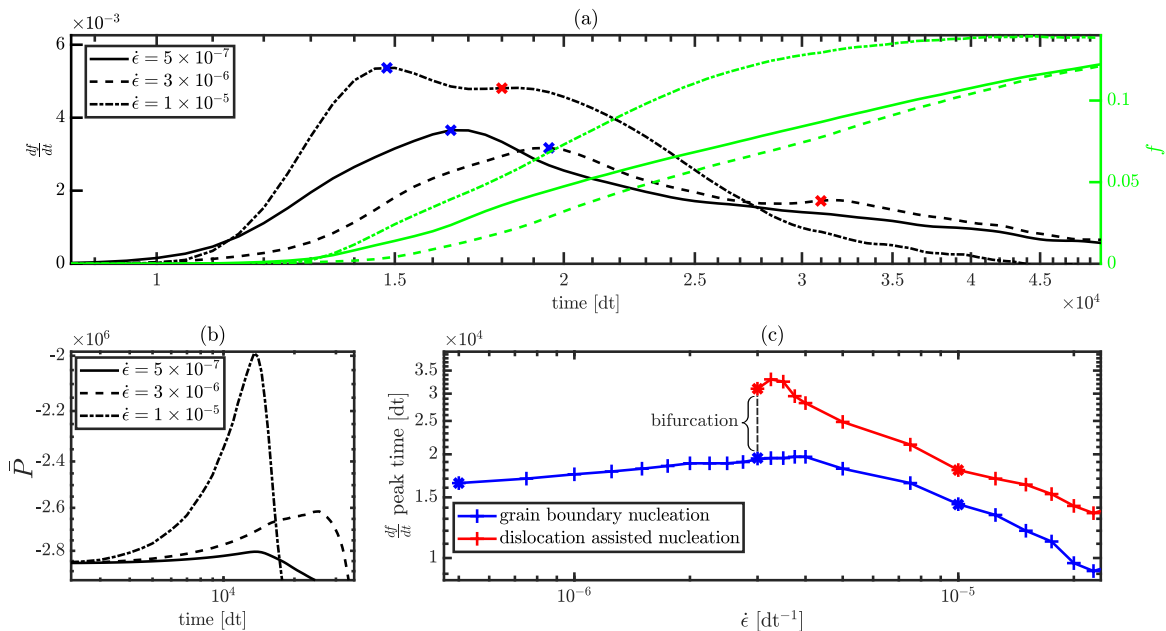 (a)
×10⁻³
6
4
2
0
df/dt
ε̇ = 5 × 10⁻⁷
ε̇ = 3 × 10⁻⁶
ε̇ = 1 × 10⁻⁵
0.1
0.05
0
f
1 1.5 2 2.5 3 3.5 4 4.5
time [dt]
×10⁴
(b)
×10⁶
-2
-2.2
-2.4
-2.6
-2.8
P̄
ε̇ = 5 × 10⁻⁷
ε̇ = 3 × 10⁻⁶
ε̇ = 1 × 10⁻⁵
10⁴
time [dt]
(c)
×10⁴
3.5
3
2.5
2
1.5
1
df/dt peak time [dt]
bifurcation
grain boundary nucleation
dislocation assisted nucleation
10⁻⁶ 10⁻⁵
ε̇ [dt⁻¹]